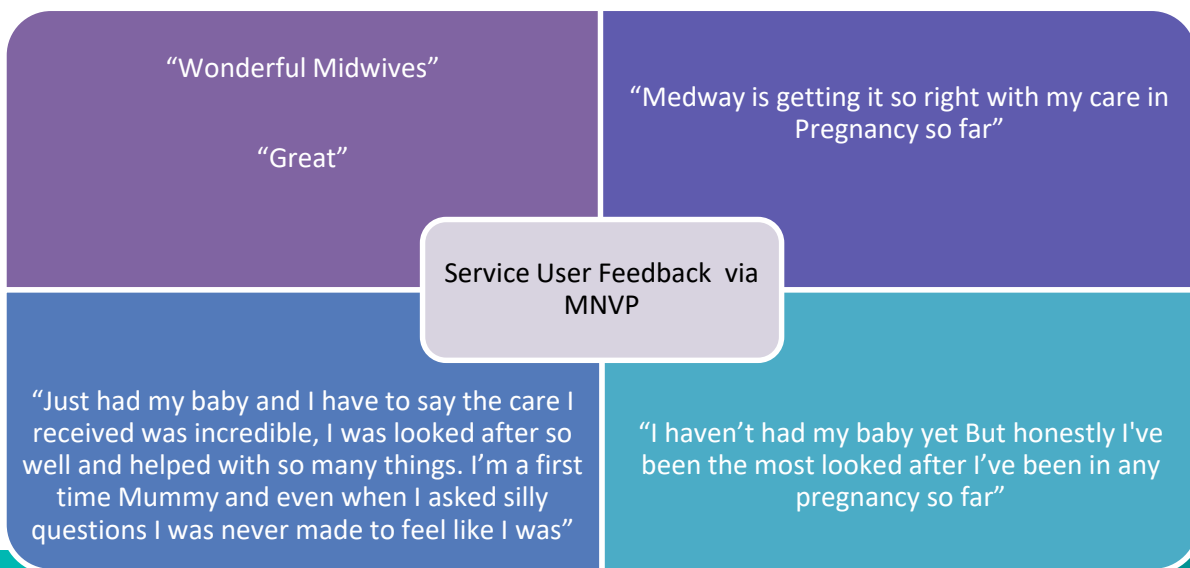 “Wonderful Midwives”
“Great”
“Medway is getting it so right with my care in
Pregnancy so far”
Service User Feedback  via
MNVP
“Just had my baby and I have to say the care I
received was incredible, I was looked after so
well and helped with so many things. I’m a first
time Mummy and even when I asked silly
questions I was never made to feel like I was”
“I haven’t had my baby yet But honestly I've
been the most looked after I’ve been in any
pregnancy so far”